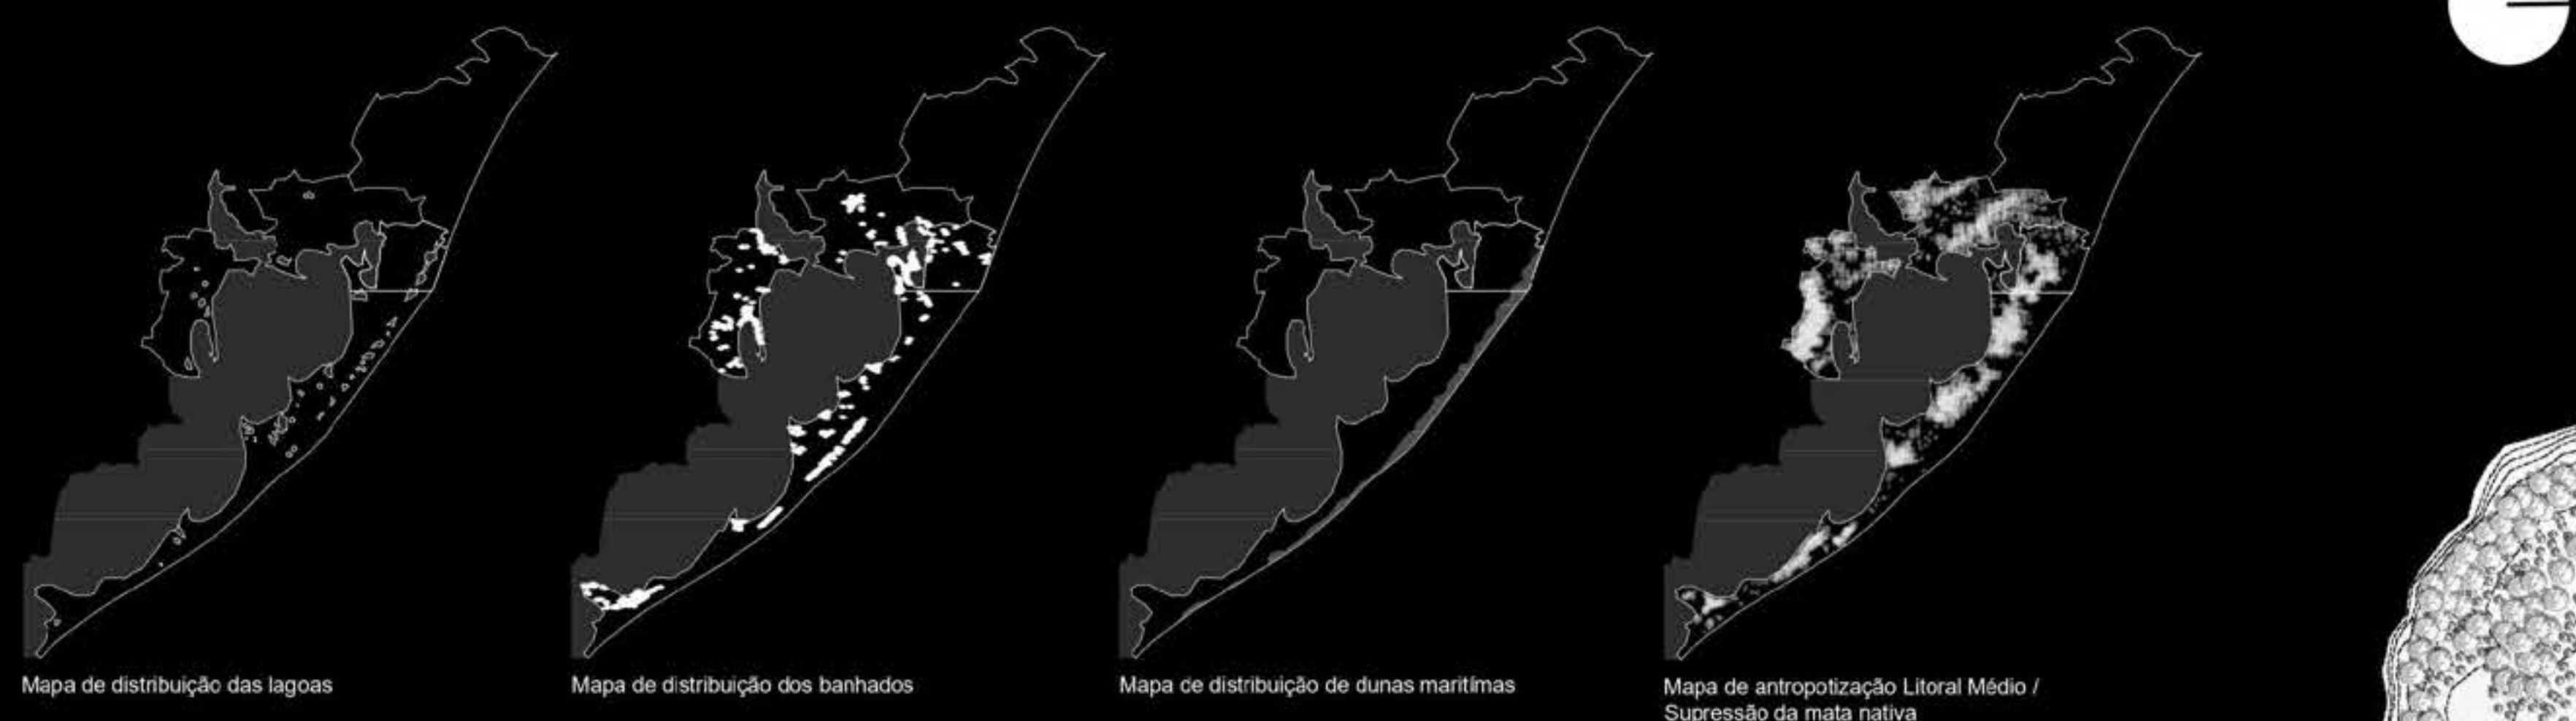 Mapa de distribuição das lagoas
Mapa de distribuição dos banhados
Mapa de distribuição de dunas maritímas
Mapa de antropotização Litoral Médio /
Supressão da mata nativa